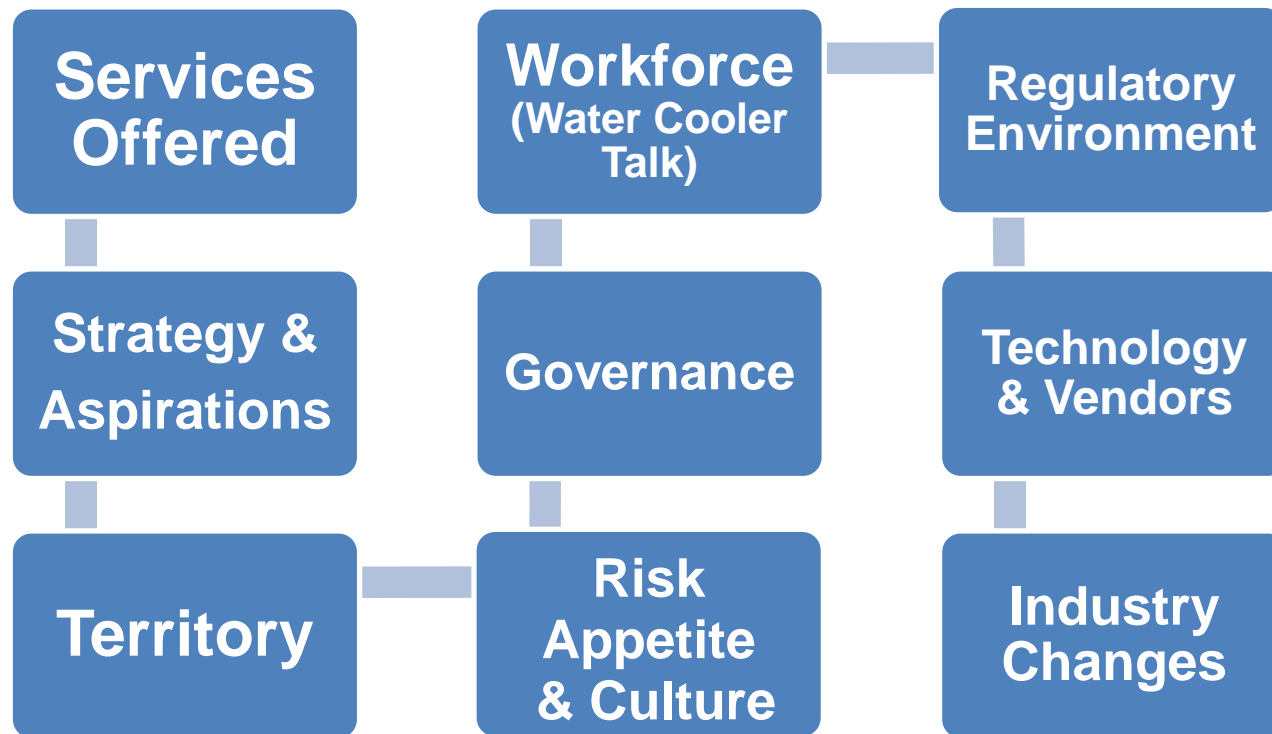 Services
Offered
Strategy &
Aspirations
Territory
Risk
Appetite
& Culture
Governance
Workforce
(Water Cooler
Talk)
Regulatory
Environment
Technology
& Vendors
Industry
Changes